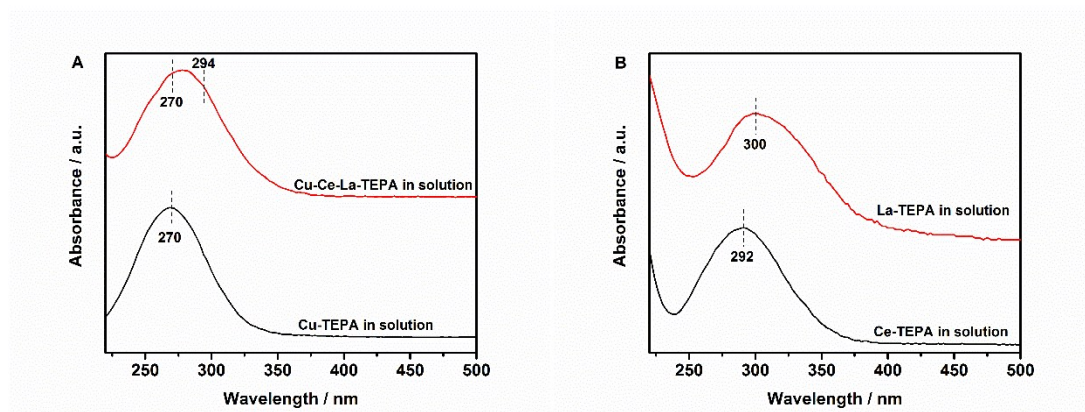 A
294
270
Cu-Ce-La-TEPA in solution
270
Cu-TEPA in solution
Absorbance / a.u.
250 300 350 400 450 500
Wavelength / nm
B
300
La-TEPA in solution
292
Ce-TEPA in solution
Absorbance / a.u.
250 300 350 400 450 500
Wavelength / nm